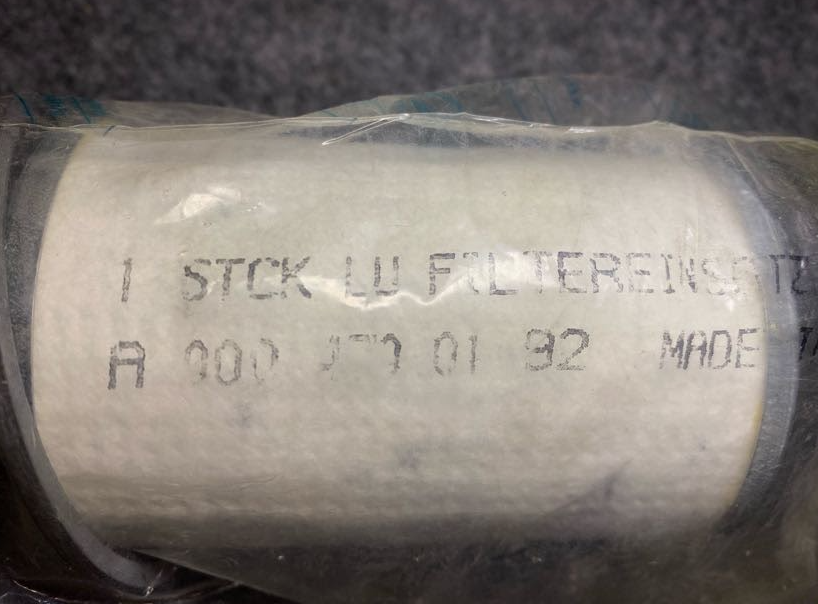 1 STCK LU FILTEREINSATZ
A 000 01 92 MADE